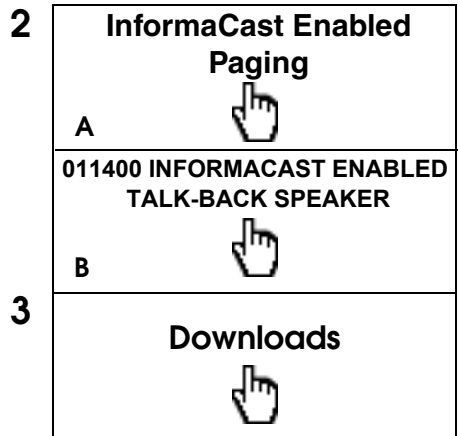 2
InformaCast Enabled
Paging
A
011400 INFORMACAST ENABLED
TALK-BACK SPEAKER
B
3
Downloads